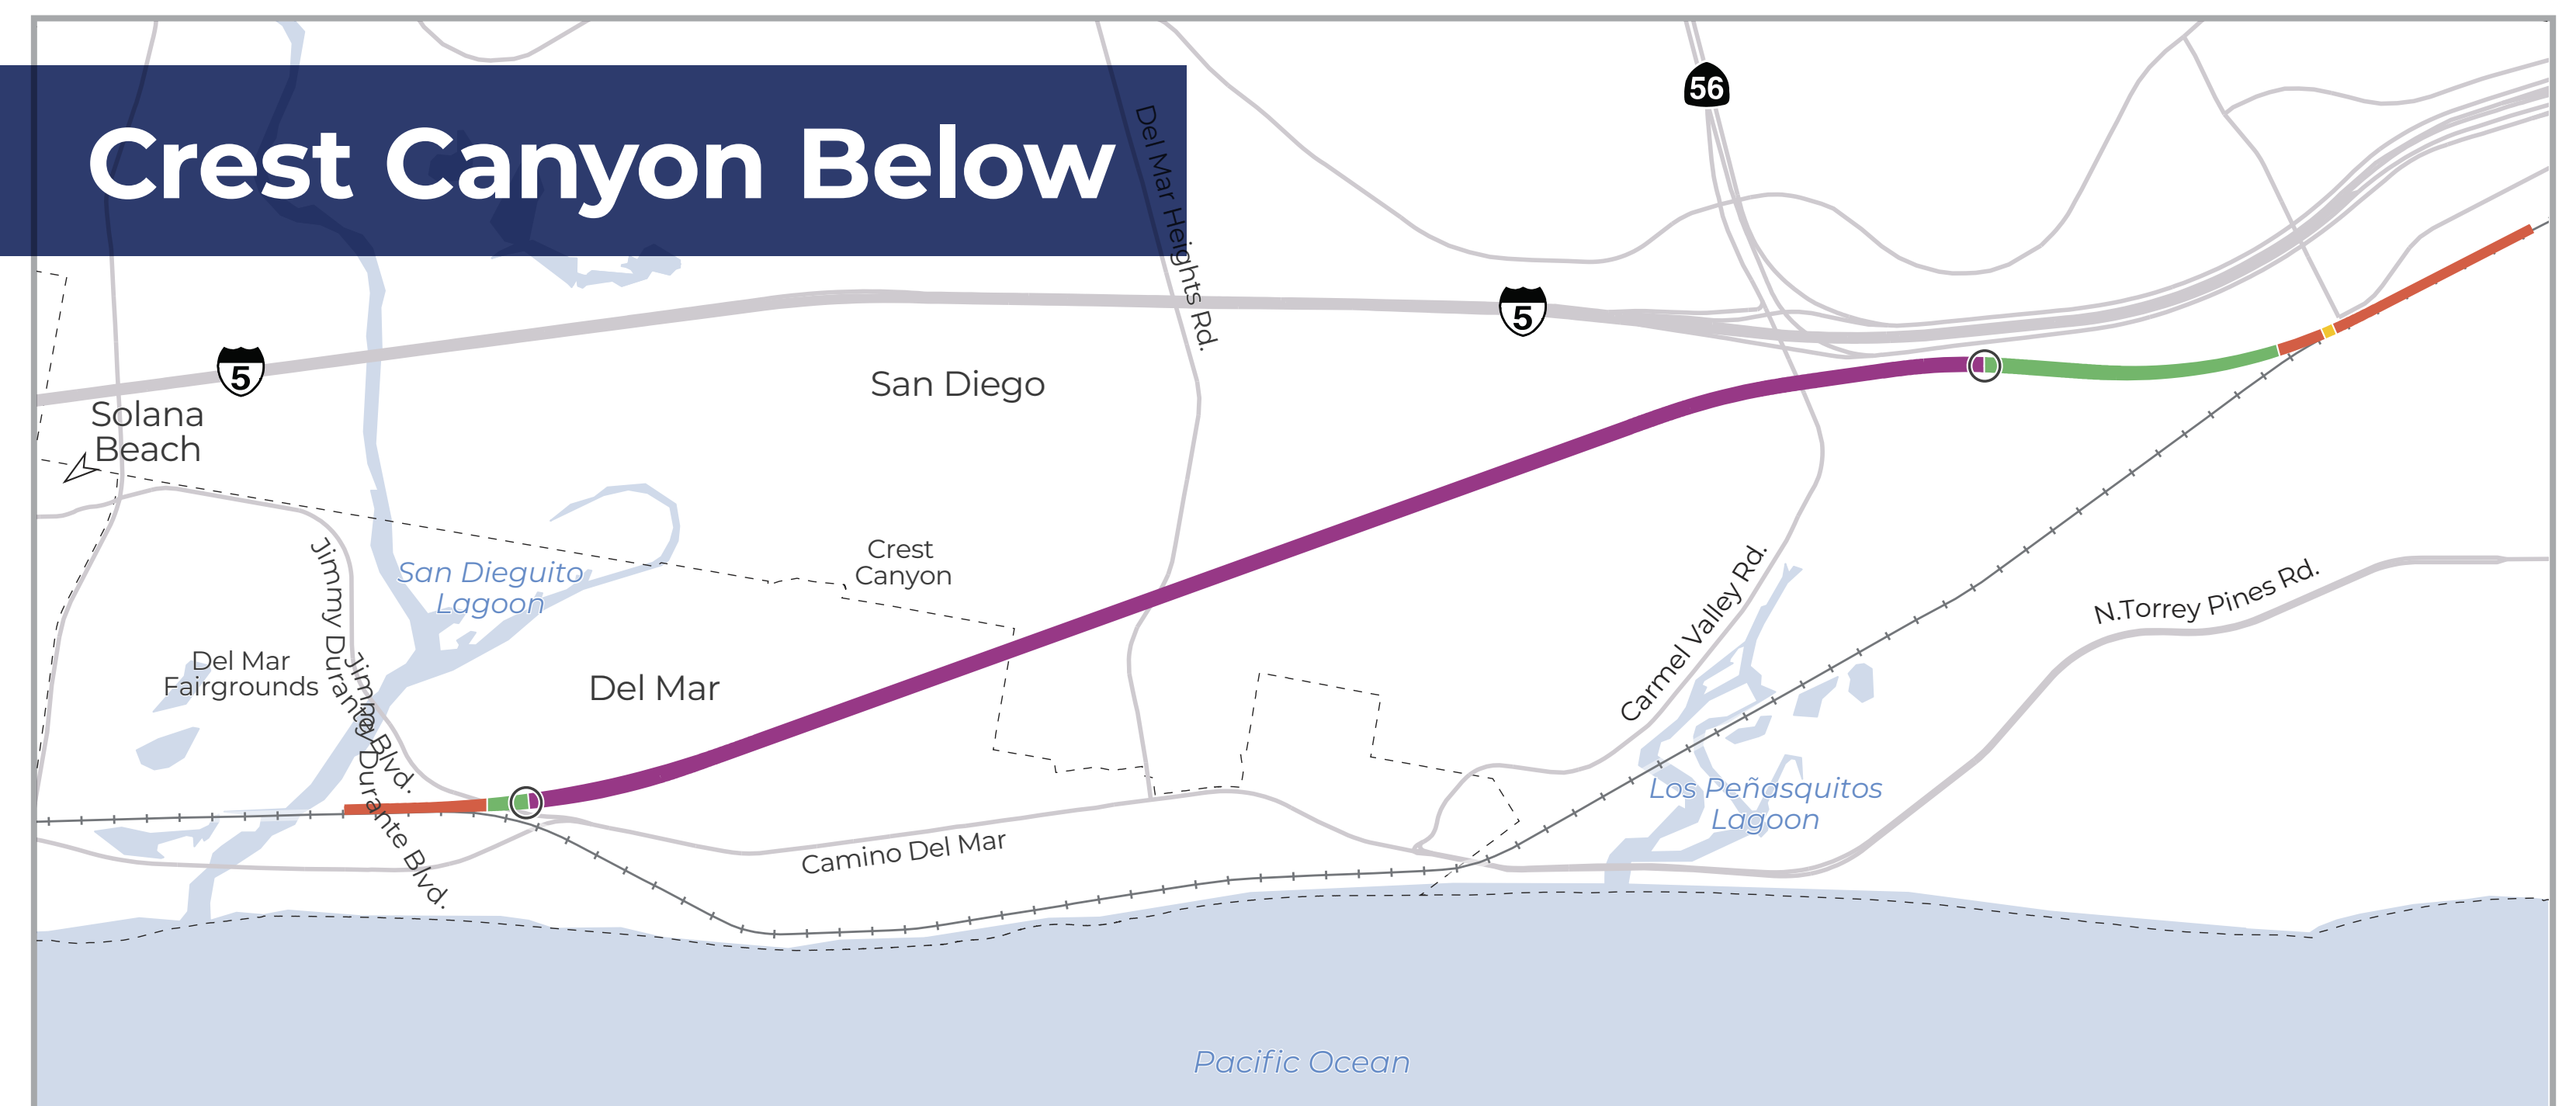 Crest Canyon Below
Del Mar Heights Rd.
56
5
5
San Diego
Solana
Beach
Crest
Canyon
San Dieguito
Lagoon
Jimmy Durante Blvd.
Jimmy Durante Blvd.
Del Mar
Fairgrounds
Del Mar
Carmel Valley Rd.
N.Torrey Pines Rd.
Los Peñasquitos
Lagoon
Camino Del Mar
Pacific Ocean